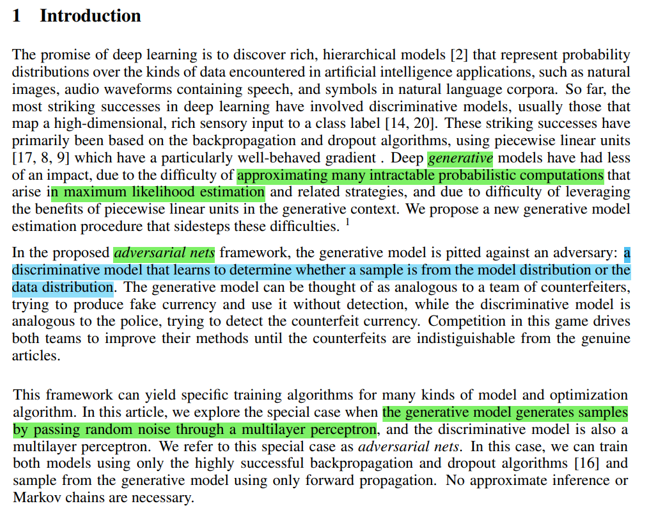 1 Introduction
The promise of deep learning is to discover rich, hierarchical models [2] that represent probability
distributions over the kinds of data encountered in artificial intelligence applications, such as natural
images, audio waveforms containing speech, and symbols in natural language corpora. So far, the
most striking successes in deep learning have involved discriminative models, usually those that
map a high-dimensional, rich sensory input to a class label [14, 20]. These striking successes have
primarily been based on the backpropagation and dropout algorithms, using piecewise linear units
[17, 8, 9] which have a particularly well-behaved gradient . Deep generative models have had less
of an impact, due to the difficulty of approximating many intractable probabilistic computations that
arise in maximum likelihood estimation and related strategies, and due to difficulty of leveraging
the benefits of piecewise linear units in the generative context. We propose a new generative model
estimation procedure that sidesteps these difficulties. 1
In the proposed adversarial nets framework, the generative model is pitted against an adversary: a
discriminative model that learns to determine whether a sample is from the model distribution or the
data distribution. The generative model can be thought of as analogous to a team of counterfeiters,
trying to produce fake currency and use it without detection, while the discriminative model is
analogous to the police, trying to detect the counterfeit currency. Competition in this game drives
both teams to improve their methods until the counterfeits are indistiguishable from the genuine
articles.
This framework can yield specific training algorithms for many kinds of model and optimization
algorithm. In this article, we explore the special case when the generative model generates samples
by passing random noise through a multilayer perceptron, and the discriminative model is also a
multilayer perceptron. We refer to this special case as adversarial nets. In this case, we can train
both models using only the highly successful backpropagation and dropout algorithms [16] and
sample from the generative model using only forward propagation. No approximate inference or
Markov chains are necessary.